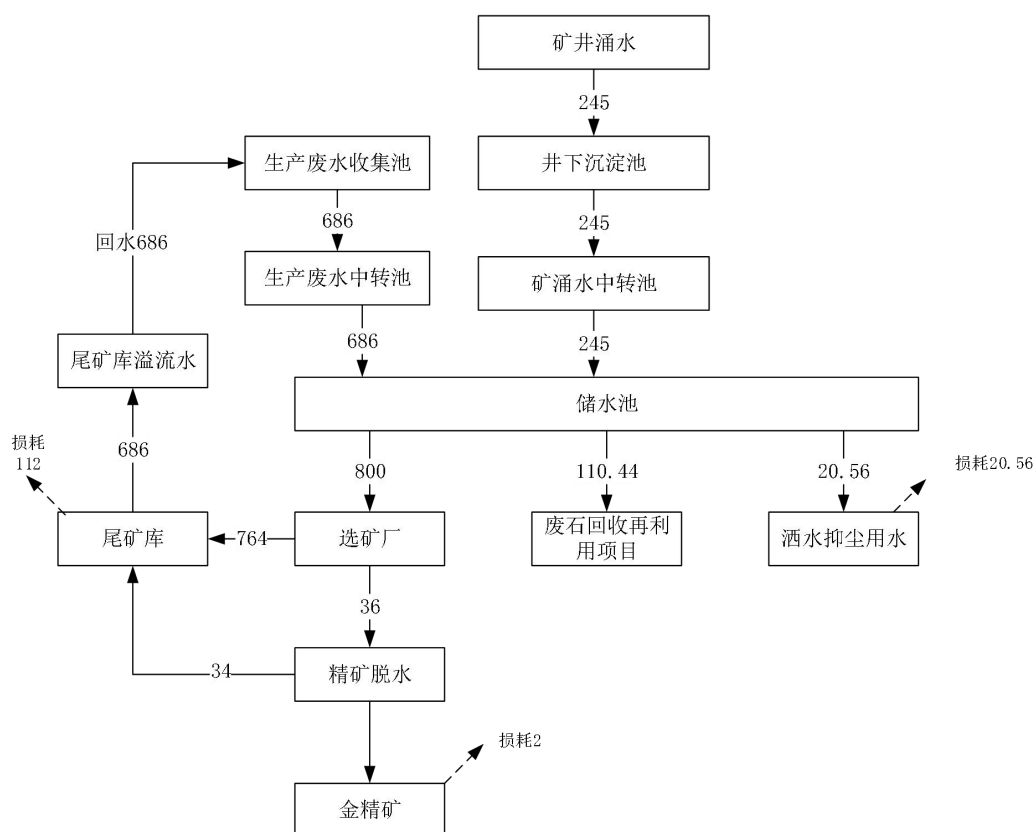 矿井涌水
245
生产废水收集池
井下沉淀池
686
245
回水686
生产废水中转池
矿涌水中转池
686
245
尾矿库溢流水
储水池
损耗
112
686
800
110.44
20.56
损耗20.56
尾矿库
764
选矿厂
废石回收再利
用项目
洒水抑尘用水
36
34
精矿脱水
损耗2
金精矿